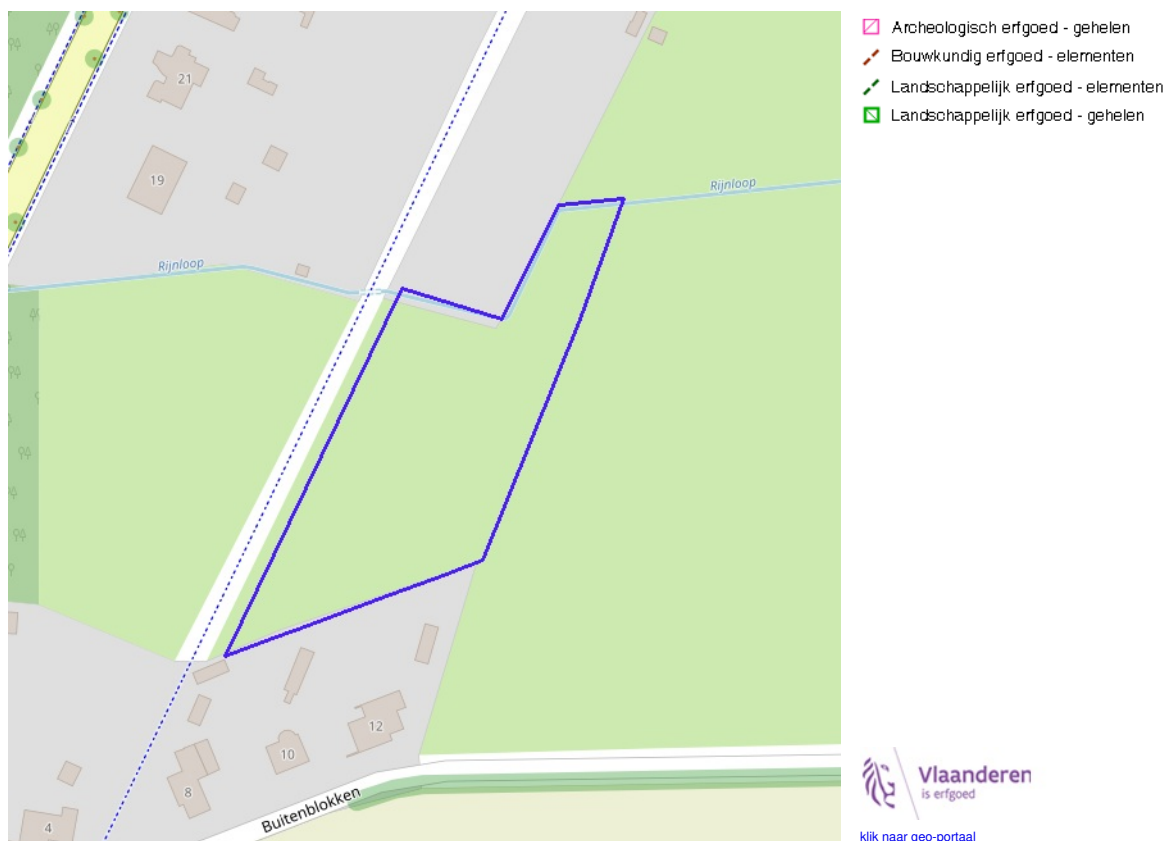 Archeologisch erfgoed - gehelen
Bouwkundig erfgoed - elementen
Landschappelijk erfgoed - elementen
Landschappelijk erfgoed - gehelen
21
19
Rijnloop
Rijnloop
12
10
8
4
Buitenblokken
Vlaanderen
is erfgoed
klik naar geo-portaal